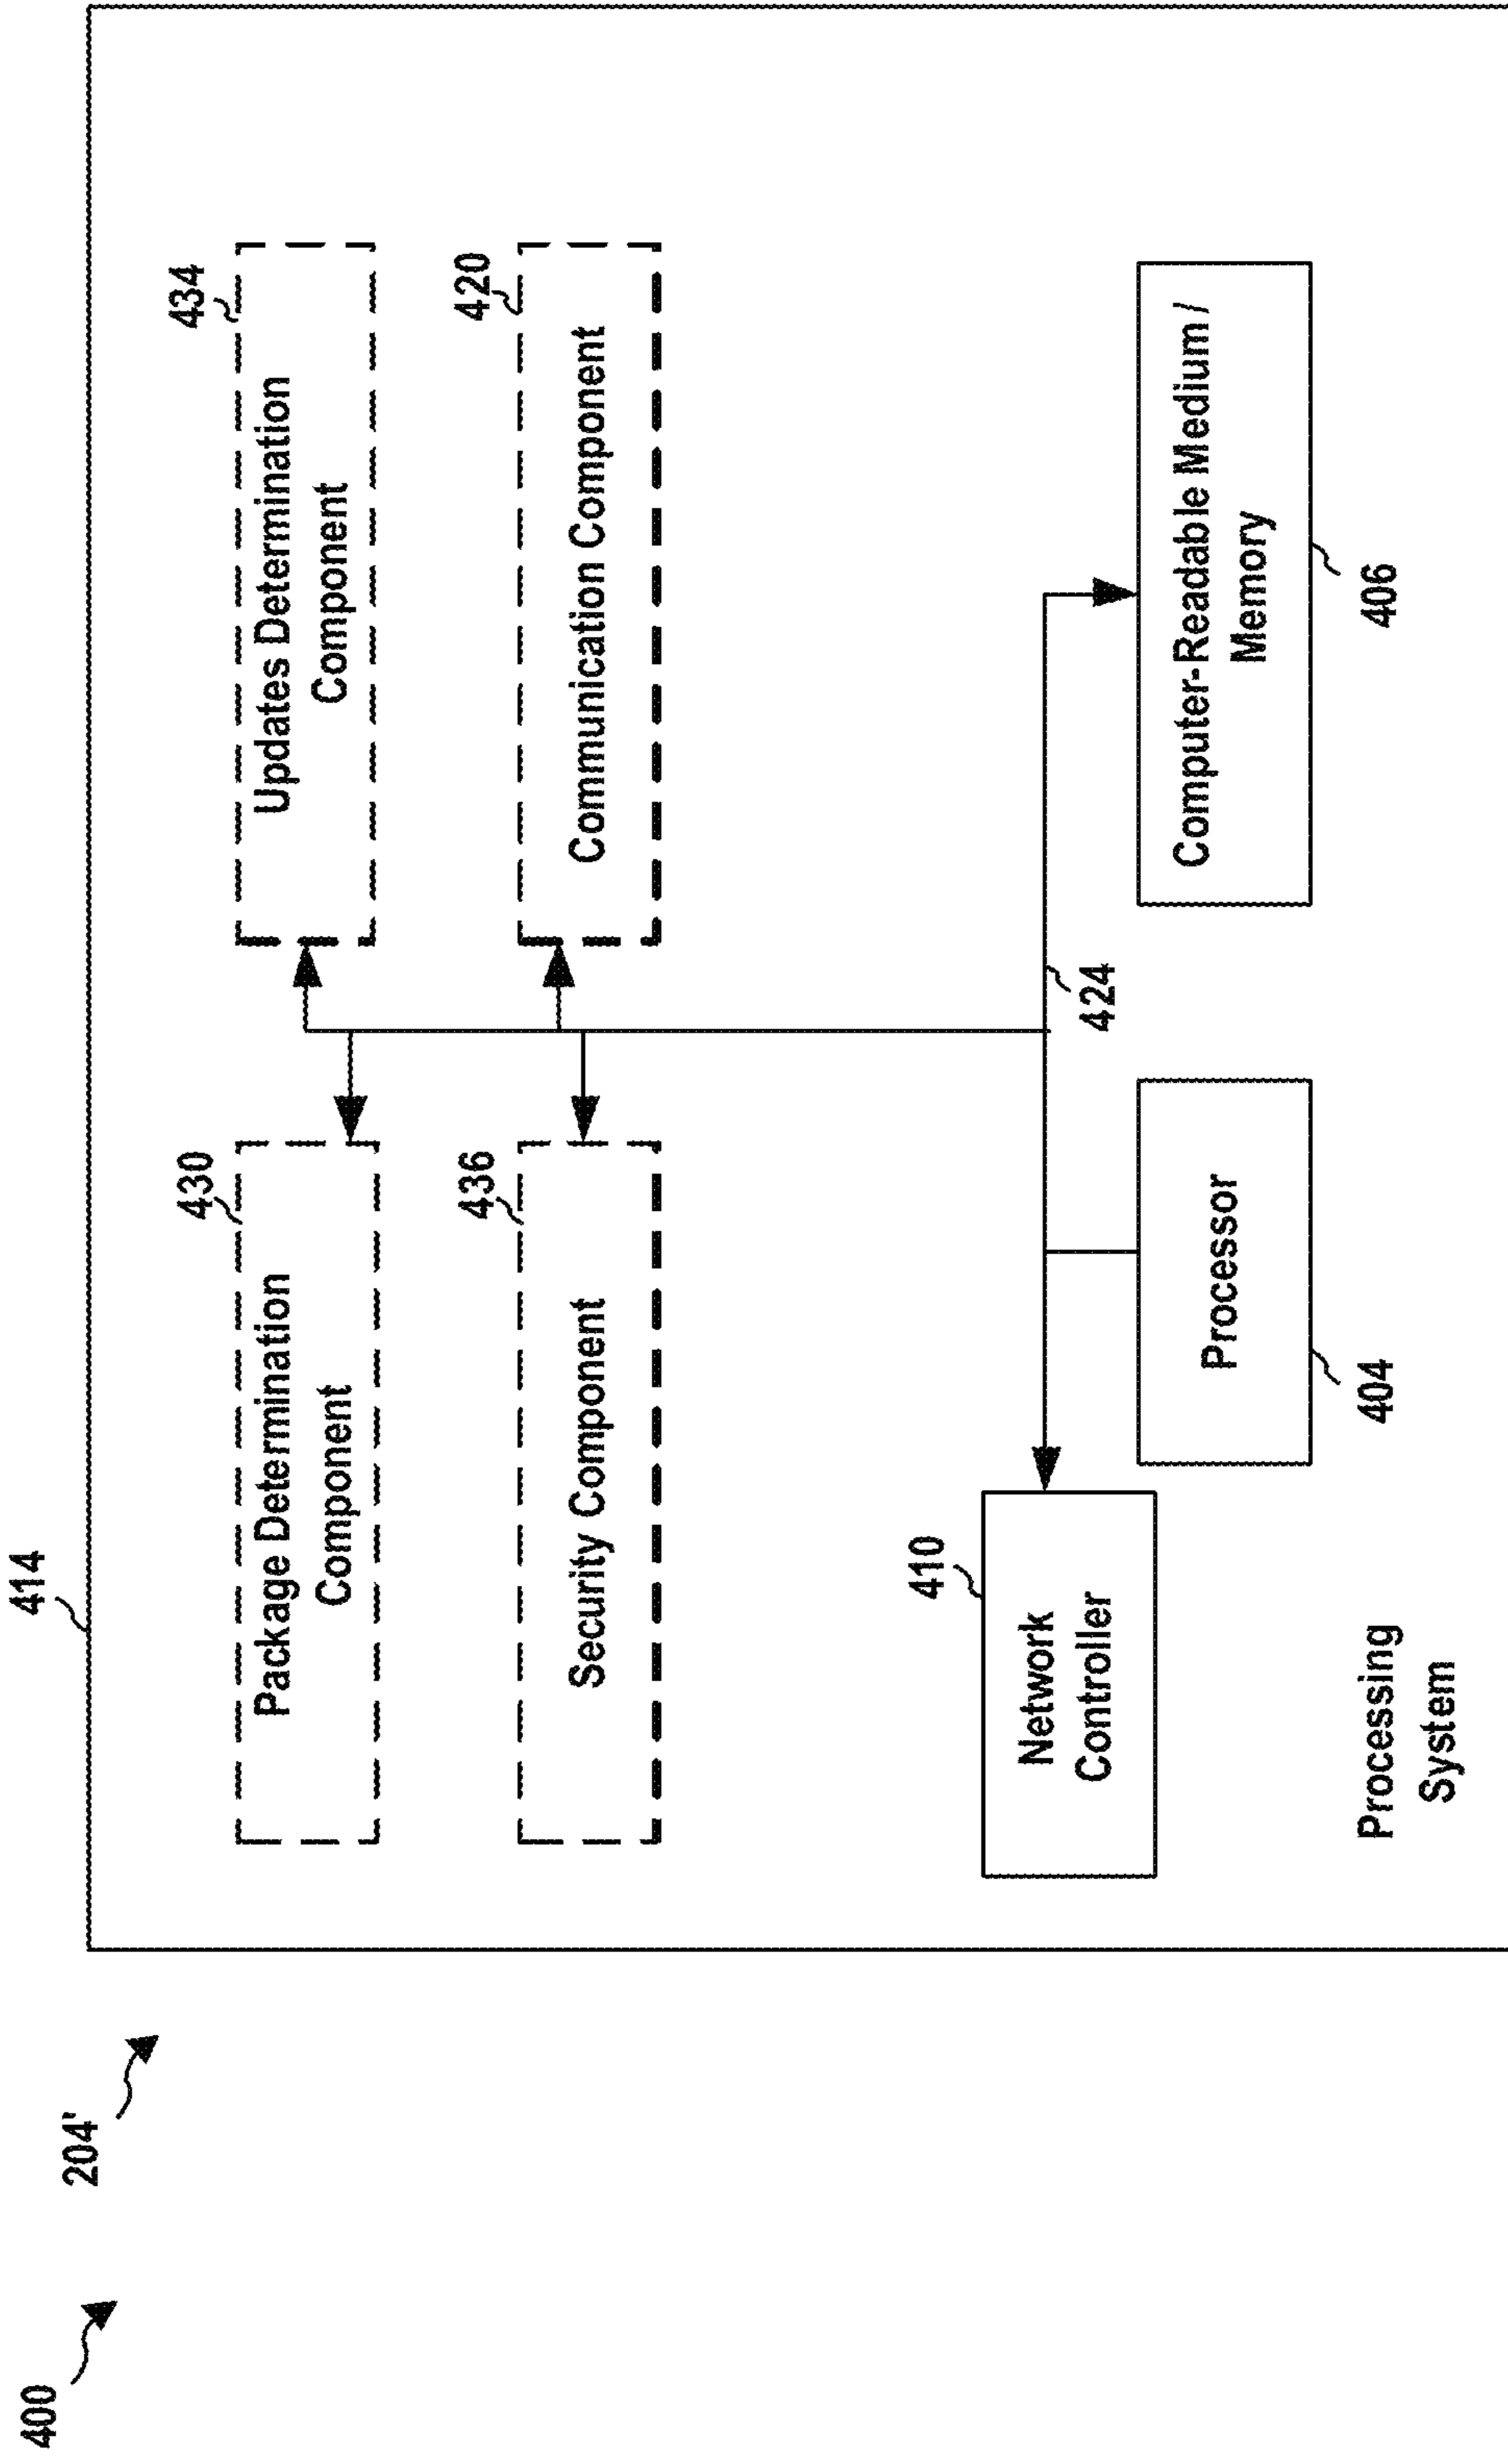 400
204'
414
430
Package Determination
Component
434
Updates Determination
Component
436
Security Component
420
Communication Component
410
Network
Controller
424
Processor
404
Computer-Readable Medium /
Memory
406
Processing
System